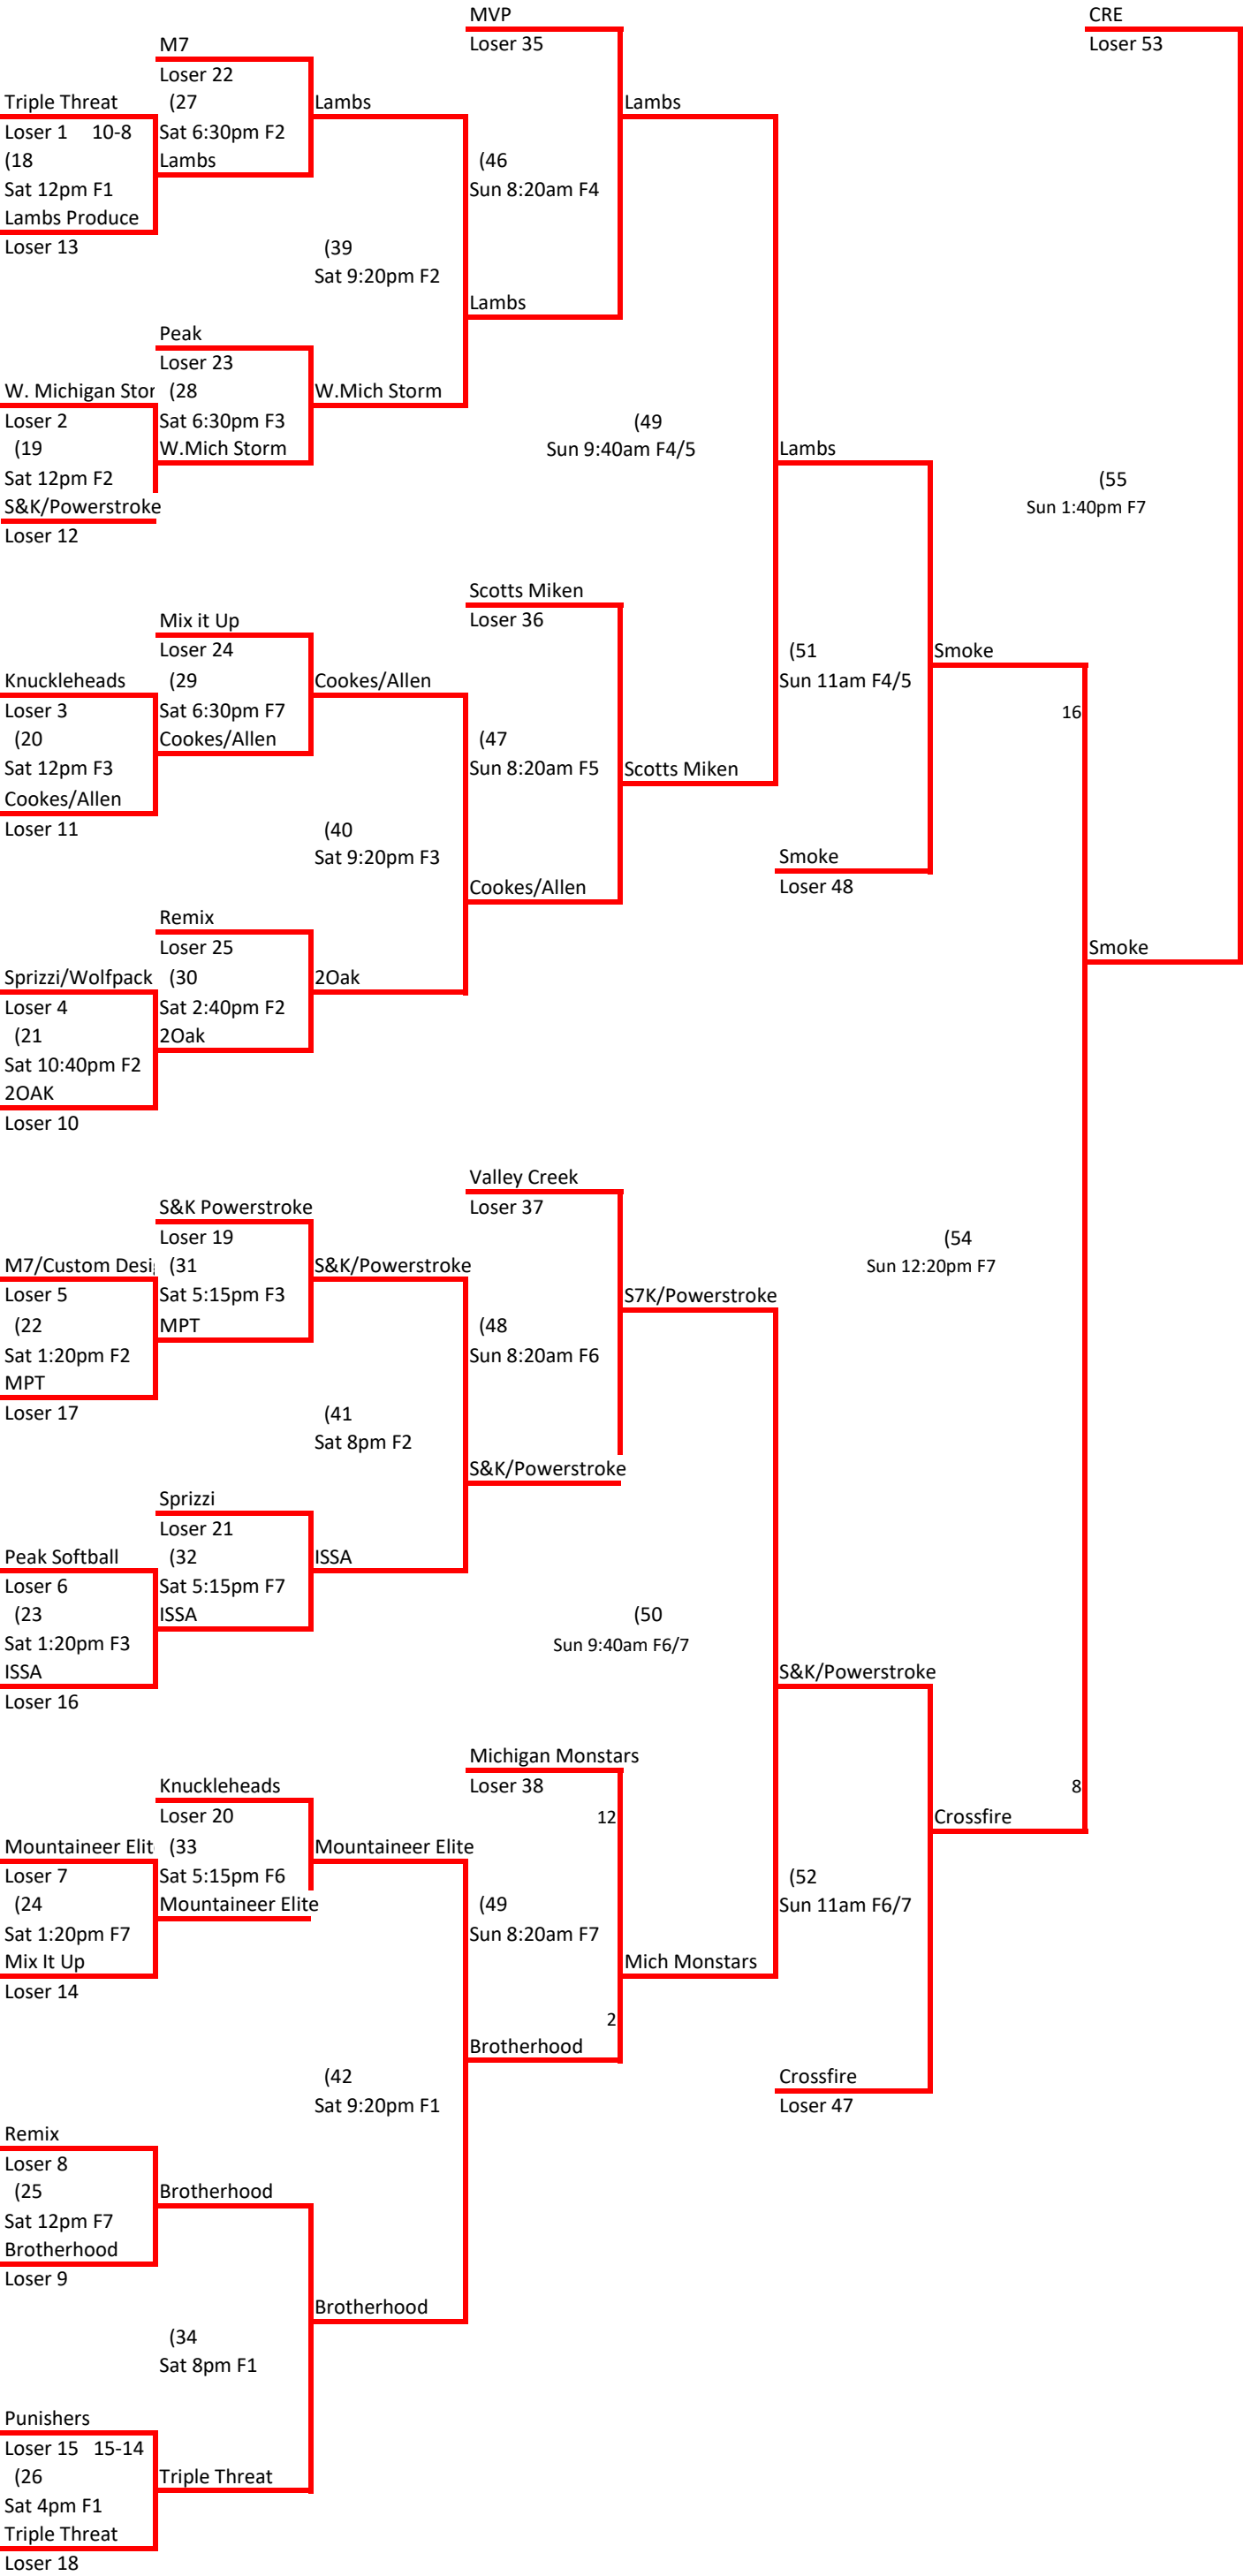 MVP
CRE
Loser 35
Loser 53
M7
Loser 22
Triple Threat
(27
Lambs
Lambs
Loser 1 10-8
Sat 6:30pm F2
(18
Lambs
(46
Sat 12pm F1
Sun 8:20am F4
Lambs Produce
Loser 13
(39
Sat 9:20pm F2
Lambs
Peak
Loser 23
W. Michigan Stor
(28
W.Mich Storm
Loser 2
Sat 6:30pm F3
(49
(19
W.Mich Storm
Sun 9:40am F4/5
Lambs
Sat 12pm F2
(55
S&K/Powerstroke
Sun 1:40pm F7
Loser 12
Scotts Miken
Mix it Up
Loser 36
Loser 24
(51
Smoke
Knuckleheads
(29
Cookes/Allen
Sun 11am F4/5
Loser 3
Sat 6:30pm F7
16
(20
Cookes/Allen
(47
Sat 12pm F3
Sun 8:20am F5
Scotts Miken
Cookes/Allen
Loser 11
(40
Sat 9:20pm F3
Smoke
Cookes/Allen
Loser 48
Remix
Loser 25
Smoke
Sprizzi/Wolfpack
(30
2Oak
Loser 4
Sat 2:40pm F2
(21
2Oak
Sat 10:40pm F2
2OAK
Loser 10
Valley Creek
S&K Powerstroke
Loser 37
Loser 19
(54
M7/Custom Desi
(31
S&K/Powerstroke
Sun 12:20pm F7
Loser 5
Sat 5:15pm F3
S7K/Powerstroke
(22
MPT
(48
Sat 1:20pm F2
Sun 8:20am F6
MPT
Loser 17
(41
Sat 8pm F2
S&K/Powerstroke
Sprizzi
Loser 21
Peak Softball
(32
ISSA
Loser 6
Sat 5:15pm F7
(23
ISSA
(50
Sat 1:20pm F3
Sun 9:40am F6/7
ISSA
S&K/Powerstroke
Loser 16
Michigan Monstars
Knuckleheads
Loser 38
8
Loser 20
12
Crossfire
Mountaineer Elit
(33
Mountaineer Elite
Loser 7
Sat 5:15pm F6
(52
(24
Mountaineer Elite
(49
Sun 11am F6/7
Sat 1:20pm F7
Sun 8:20am F7
Mix It Up
Mich Monstars
Loser 14
2
Brotherhood
(42
Crossfire
Sat 9:20pm F1
Loser 47
Remix
Loser 8
(25
Brotherhood
Sat 12pm F7
Brotherhood
Loser 9
Brotherhood
(34
Sat 8pm F1
Punishers
Loser 15 15-14
(26
Triple Threat
Sat 4pm F1
Triple Threat
Loser 18